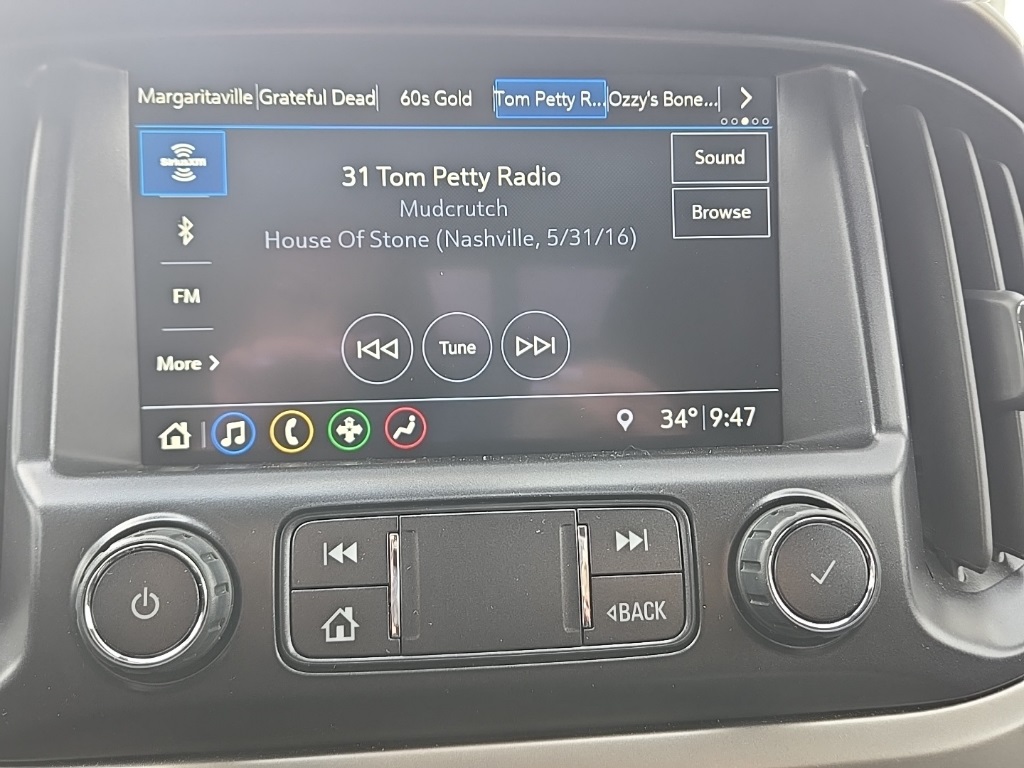 Margaritaville Grateful Dead 60s Gold Tom Petty R... Ozzy's Bone...
SiriusXM
31 Tom Petty Radio
Mudcrutch
House Of Stone (Nashville, 5/31/16)
Sound
Browse
FM
More
Tune
34° 9:47
BACK